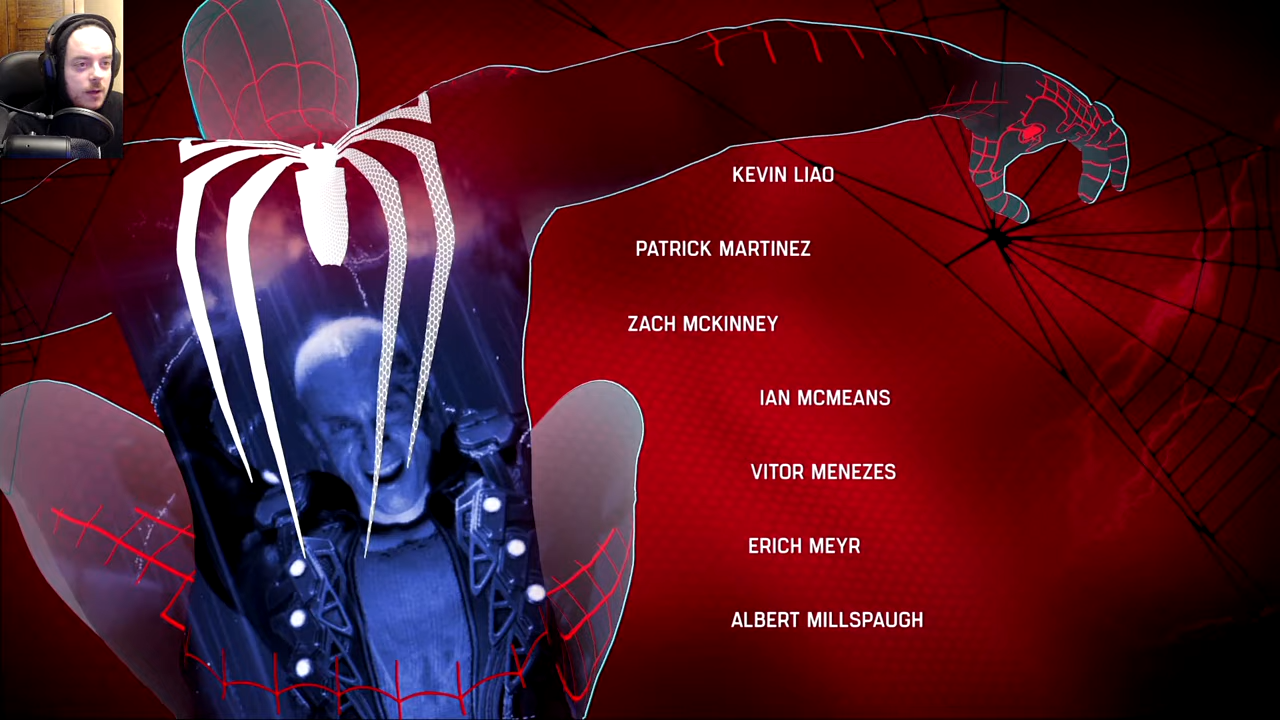 KEVIN LIAO
PATRICK MARTINEZ
ZACH MCKINNEY
IAN MCMEANS
VITOR MENEZES
ERICH MEYR
ALBERT MILLSPAUGH